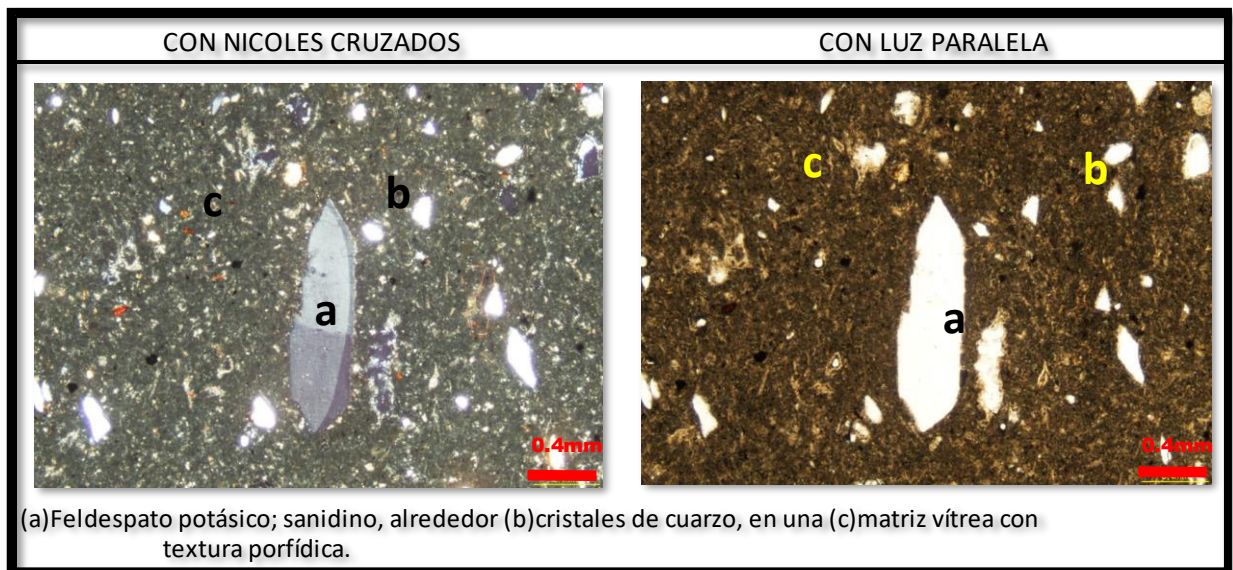 CON NICOLES CRUZADOS
CON LUZ PARALELA
c
b
a
0.4mm
c
b
a
0.4mm
(a)Feldespato potásico; sanidino, alrededor (b)cristales de cuarzo, en una (c)matriz vítrea con
textura porfídica.